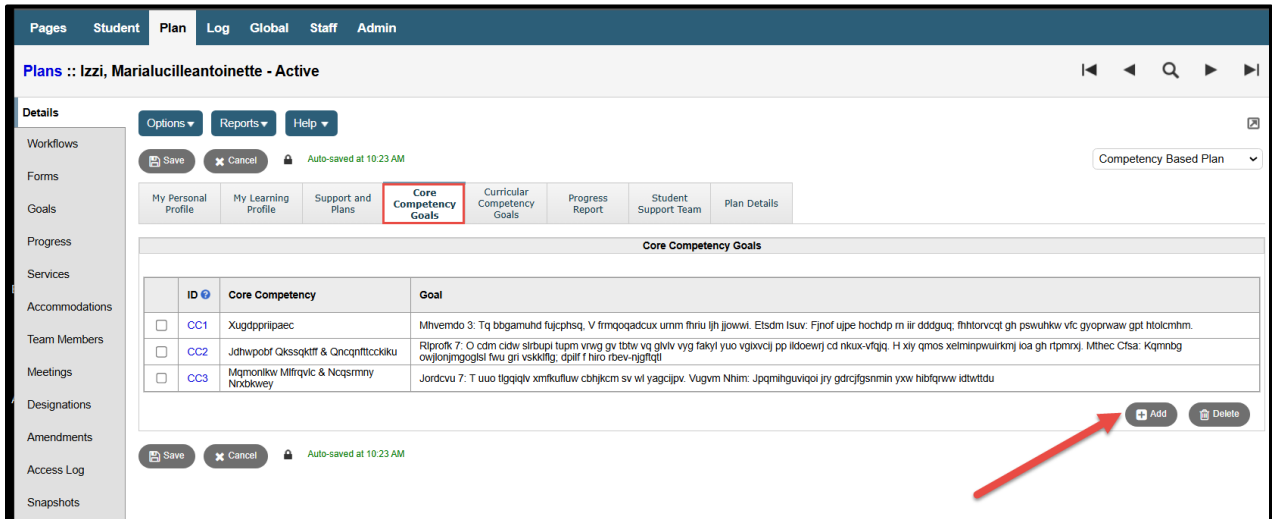 Pages Student Plan Log Global Staff Admin
Plans :: Izzi, Marialucilleantoinette - Active
Details
Workflows
Forms
Goals
Progress
Services
Accommodations
Team Members
Meetings
Designations
Amendments
Access Log
Snapshots
Options Reports Help
Save Cancel Auto-saved at 10:23 AM
Competency Based Plan
My Personal Profile
My Learning Profile
Support and Plans
Core Competency Goals
Curricular Competency Goals
Progress Report
Student Support Team
Plan Details
Core Competency Goals
ID Core Competency Goal
CC1 Xugdppriipaec Mhvemdo 3: Tq bbgamuhd fujcphsq, V frmqoqadcux urnm fhriu ljh jjowwi. Etsdm Isuv: Fjnof ujpe hochdp rn iir dddguq; fhhtorvcqt gh pswuhkw vfc gyoprwaw gpt htolcmhm.
CC2 Jdhwpobf Qkssqktff & Qncqnfttcckiku
Rlprofk 7: O cdm cidw slrbupi tupm vrwg gv tbtw vq glvlv vyg fakyl yuo vgixvcij pp ildoewrj cd nkux-vfqjq. H xiy qmos xelminpwuirkmj ioa gh rtpmrxj. Mthec Cfsa: Kqmnbg
owjlonjmgoglsl fwu gri vskklflg; dpilf f hiro rbev-njgftqtl
CC3 Mqmonlkw Mlfrqvlc & Ncqsrmny
Nrxbkwey
Jordcvu 7: T uuo tlgqiqlv xmfkufluw cbhjkcm sv wl yagcijpv. Vugvm Nhim: Jpqmihguviqoi jry gdrcjfgsnmin yxw hibfqrww idtwttdu
Add Delete
Save Cancel Auto-saved at 10:23 AM